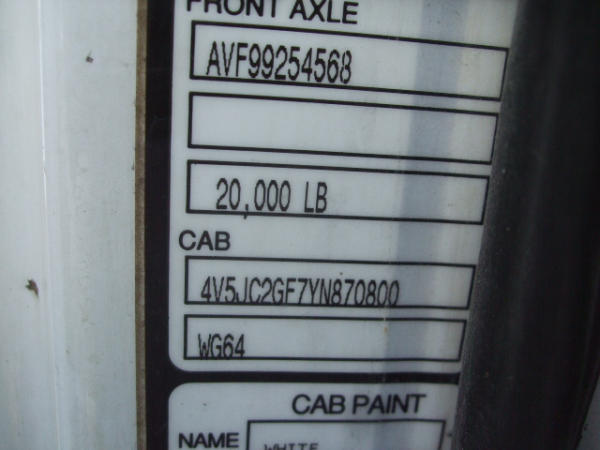 FRONT AXLE
AVF99254568
20,000 LB
CAB
4V5JC2GF7YN870800
WG64
CAB PAINT
NAME WHITE